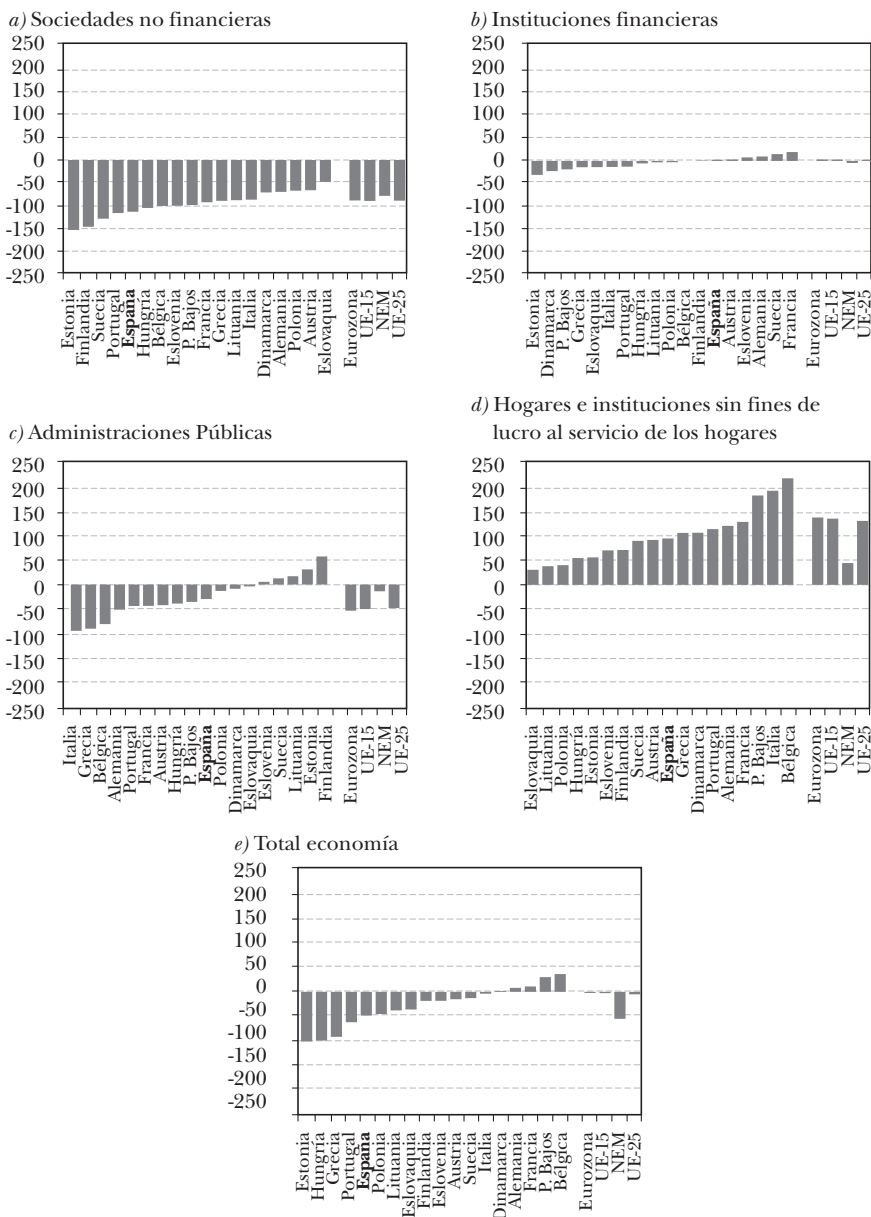 a) Sociedades no financieras
250
200
150
100
50
0
-50
-100
-150
-200
-250
Estonia
Finlandia
Suecia
Portugal
España
Hungría
Bélgica
Eslovenia
P. Bajos
Francia
Grecia
Lituania
Italia
Dinamarca
Alemania
Polonia
Austria
Eslovaquia
Eurozona
UE-15
NEM
UE-25
b) Instituciones financieras
250
200
150
100
50
0
-50
-100
-150
-200
-250
Estonia
Dinamarca
P. Bajos
Grecia
Eslovaquia
Italia
Portugal
Hungría
Lituania
Polonia
Bélgica
Finlandia
España
Austria
Eslovenia
Alemania
Suecia
Francia
Eurozona
UE-15
NEM
UE-25
c) Administraciones Públicas
250
200
150
100
50
0
-50
-100
-150
-200
-250
Italia
Grecia
Bélgica
Alemania
Portugal
Francia
Austria
Hungría
P. Bajos
España
Polonia
Dinamarca
Eslovaquia
Eslovenia
Suecia
Lituania
Estonia
Finlandia
Eurozona
UE-15
NEM
UE-25
d) Hogares e instituciones sin fines de
lucro al servicio de los hogares
250
200
150
100
50
0
-50
-100
-150
-200
-250
Eslovaquia
Lituania
Polonia
Hungría
Estonia
Eslovenia
Finlandia
Suecia
Austria
España
Grecia
Dinamarca
Portugal
Alemania
Francia
P. Bajos
Italia
Bélgica
Eurozona
UE-15
NEM
UE-25
e) Total economía
250
200
150
100
50
0
-50
-100
-150
-200
-250
Estonia
Hungría
Grecia
Portugal
España
Polonia
Lituania
Eslovaquia
Finlandia
Eslovenia
Austria
Suecia
Italia
Dinamarca
Alemania
Francia
P. Bajos
Bélgica
Eurozona
UE-15
NEM
UE-25